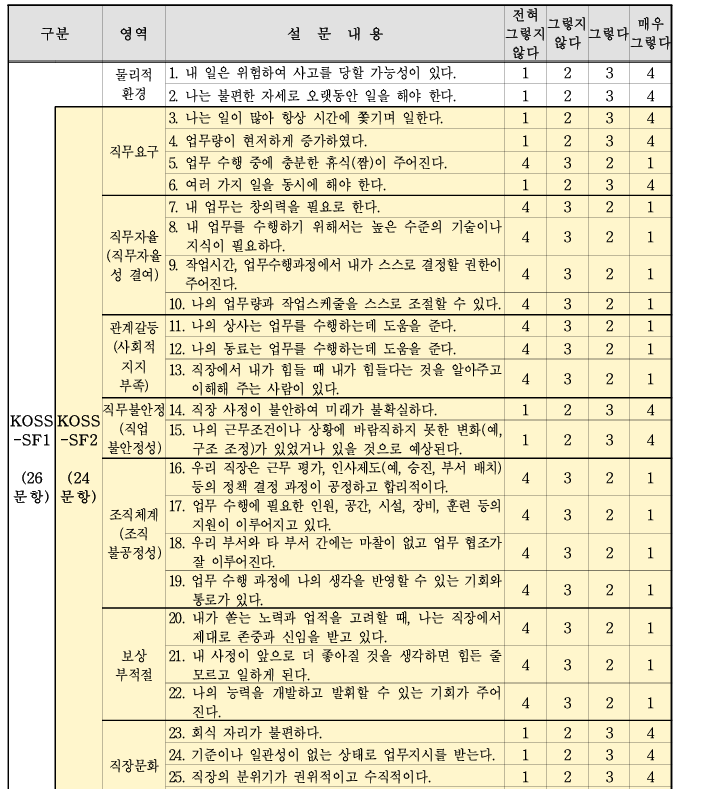 구분 영역 설 문 내 용 전혀 그렇지 않다 그렇지 않다 그렇다 매우 그렇다
KOSS-SF1 (26문항)
KOSS-SF2 (24문항)
물리적 환경
1. 내 일은 위험하여 사고를 당할 가능성이 있다. 1 2 3 4
2. 나는 불편한 자세로 오랫동안 일을 해야 한다. 1 2 3 4
직무요구
3. 나는 일이 많아 항상 시간에 쫓기며 일한다. 1 2 3 4
4. 업무량이 현저하게 증가하였다. 1 2 3 4
5. 업무 수행 중에 충분한 휴식(짬)이 주어진다. 4 3 2 1
6. 여러 가지 일을 동시에 해야 한다. 1 2 3 4
직무자율 (직무자율성 결여)
7. 내 업무는 창의력을 필요로 한다. 4 3 2 1
8. 내 업무를 수행하기 위해서는 높은 수준의 기술이나
지식이 필요하다. 4 3 2 1
9. 작업시간, 업무수행과정에서 내가 스스로 결정할 권한이
주어진다. 4 3 2 1
10. 나의 업무량과 작업스케줄을 스스로 조절할 수 있다. 4 3 2 1
관계갈등 (사회적 지지 부족)
11. 나의 상사는 업무를 수행하는데 도움을 준다. 4 3 2 1
12. 나의 동료는 업무를 수행하는데 도움을 준다. 4 3 2 1
13. 직장에서 내가 힘들 때 내가 힘들다는 것을 알아주고
이해해 주는 사람이 있다. 4 3 2 1
직무불안정 (직업 불안정성)
14. 직장 사정이 불안하여 미래가 불확실하다. 1 2 3 4
15. 나의 근무조건이나 상황에 바람직하지 못한 변화(예,
구조 조정)가 있었거나 있을 것으로 예상된다. 1 2 3 4
조직체계 (조직 불공정성)
16. 우리 직장은 근무 평가, 인사제도(예, 승진, 부서 배치)
등의 정책 결정 과정이 공정하고 합리적이다. 4 3 2 1
17. 업무 수행에 필요한 인원, 공간, 시설, 장비, 훈련 등의
지원이 이루어지고 있다. 4 3 2 1
18. 우리 부서와 타 부서 간에는 마찰이 없고 업무 협조가
잘 이루어진다. 4 3 2 1
19. 업무 수행 과정에 나의 생각을 반영할 수 있는 기회와
통로가 있다. 4 3 2 1
보상 부적절
20. 내가 쏟는 노력과 업적을 고려할 때, 나는 직장에서
제대로 존중과 신임을 받고 있다. 4 3 2 1
21. 내 사정이 앞으로 더 좋아질 것을 생각하면 힘든 줄
모르고 일하게 된다. 4 3 2 1
22. 나의 능력을 개발하고 발휘할 수 있는 기회가 주어
진다. 4 3 2 1
직장문화
23. 회식 자리가 불편하다. 1 2 3 4
24. 기준이나 일관성이 없는 상태로 업무지시를 받는다. 1 2 3 4
25. 직장의 분위기가 권위적이고 수직적이다. 1 2 3 4